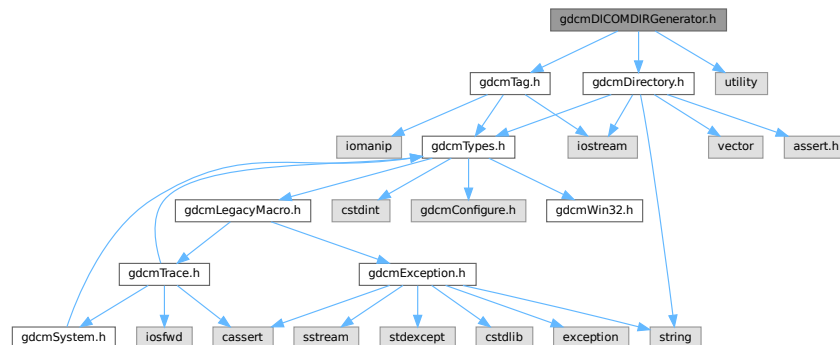 gdcmDICOMDIRGenerator.h
gdcmTag.h
gdcmDirectory.h
utility
iomanip
gdcmTypes.h
iostream
vector
assert.h
gdcmLegacyMacro.h
cstdint
gdcmConfigure.h
gdcmWin32.h
gdcmTrace.h
gdcmException.h
gdcmSystem.h
iosfwd
cassert
sstream
stdexcept
cstdlib
exception
string